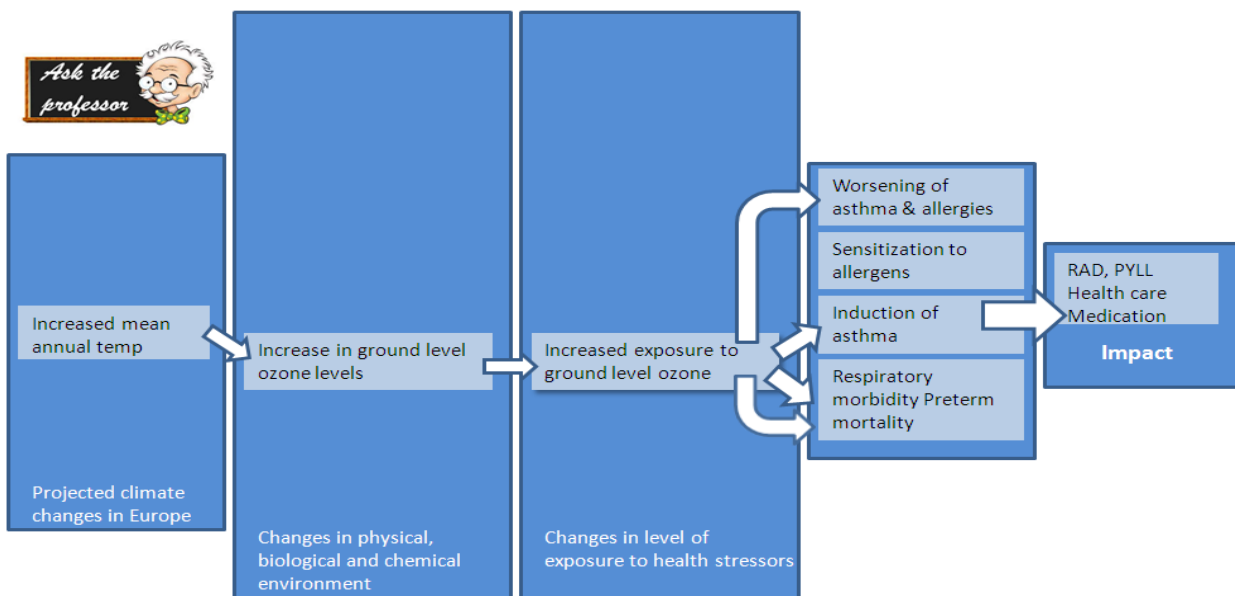 Ask the
professor
Increased mean
annual temp
Projected climate
changes in Europe
Increase in ground level
ozone levels
Changes in physical,
biological and chemical
environment
Increased exposure to
ground level ozone
Changes in level of
exposure to health stressors
Worsening of
asthma & allergies
Sensitization to
allergens
Induction of
asthma
Respiratory
morbidity Preterm
mortality
RAD, PYLL
Health care
Medication
Impact